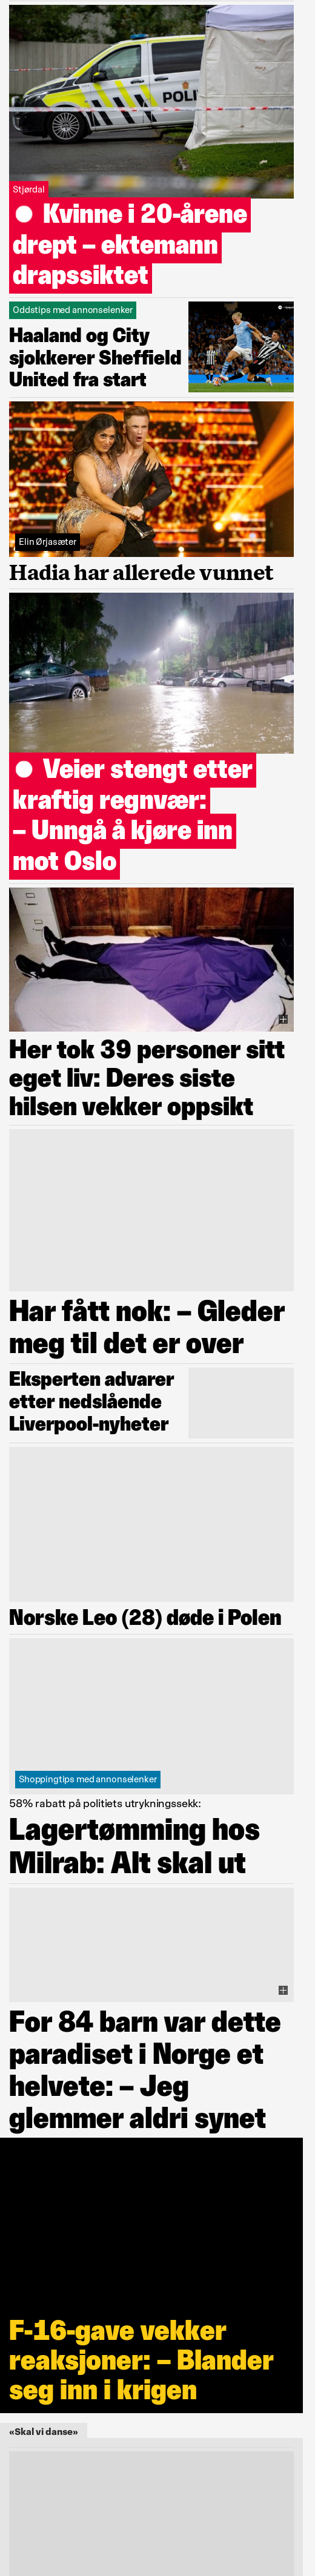 POLI
Stjørdal
Kvinne i 20-årene
drept – ektemann
drapssiktet
Oddstips med annonselenker
Haaland og City
sjokkerer Sheffield
United fra start
Elin Ørjasæter
Hadia har allerede vunnet
Veier stengt etter
kraftig regnvær:
– Unngå å kjøre inn
mot Oslo
Her tok 39 personer sitt
eget liv: Deres siste
hilsen vekker oppsikt
Har fått nok: – Gleder
meg til det er over
Eksperten advarer
etter nedslående
Liverpool-nyheter
Norske Leo (28) døde i Polen
Shoppingtips med annonselenker
58% rabatt på politiets utrykningssekk:
Lagertømming hos
Milrab: Alt skal ut
For 84 barn var dette
paradiset i Norge et
helvete: – Jeg
glemmer aldri synet
F-16-gave vekker
reaksjoner: – Blander
seg inn i krigen
«Skal vi danse»